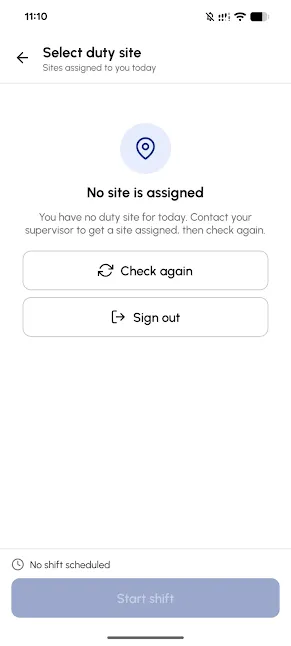 11:10
Select duty site
Sites assigned to you today
No site is assigned
You have no duty site for today. Contact your
supervisor to get a site assigned, then check again.
Check again
Sign out
No shift scheduled
Start shift